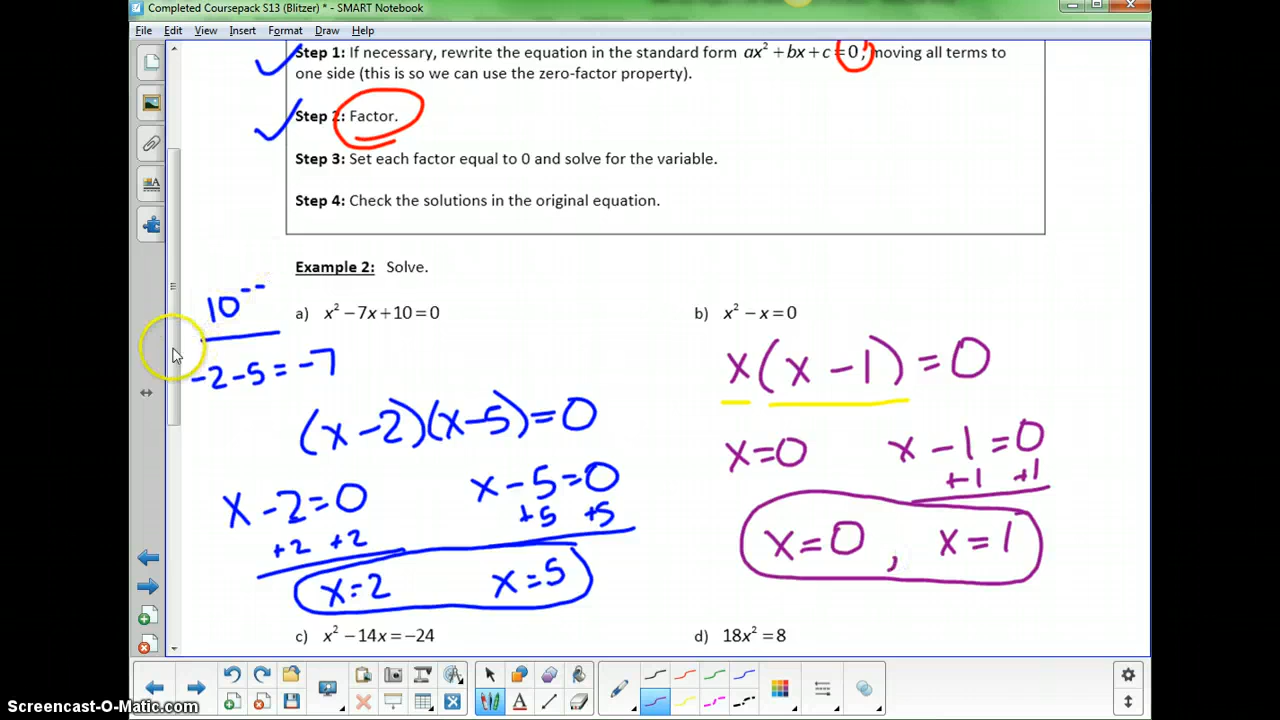 Completed Coursepack S13 (Blitzer) * - SMART Notebook
File Edit View Insert Format Draw Help
Step 1: If necessary, rewrite the equation in the standard form ax² + bx + c = 0, moving all terms to
one side (this is so we can use the zero-factor property).
Step 2: Factor.
Step 3: Set each factor equal to 0 and solve for the variable.
Step 4: Check the solutions in the original equation.
Example 2: Solve.
a) x² − 7x + 10 = 0
b) x² − x = 0
10 --
-2 -5 = -7
(x - 2)(x - 5) = 0
x - 2 = 0
+2 +2
x - 5 = 0
+5 +5
x = 2 x = 5
x(x - 1) = 0
x = 0
x - 1 = 0
+1 +1
x = 0, x = 1
c) x² − 14x = −24
d) 18x² = 8
Screencast-O-Matic.com